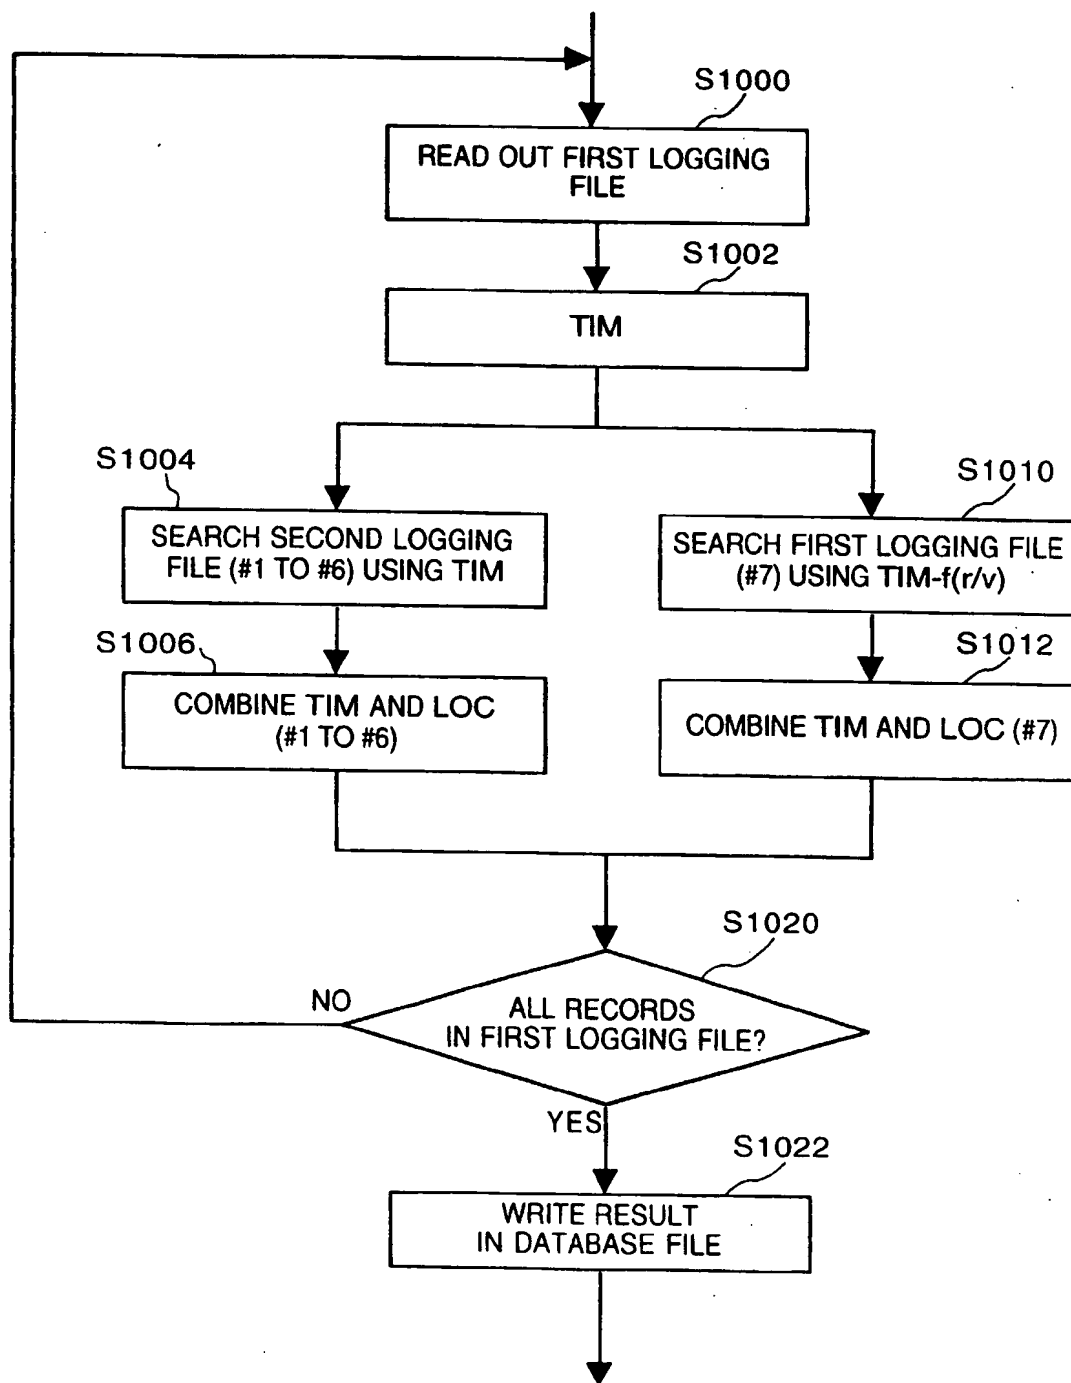 S1000
READ OUT FIRST LOGGING
FILE
S1002
TIM
S1004
SEARCH SECOND LOGGING
FILE (#1 TO #6) USING TIM
S1010
SEARCH FIRST LOGGING FILE
(#7) USING TIM-f(r/v)
S1006
COMBINE TIM AND LOC
(#1 TO #6)
S1012
COMBINE TIM AND LOC (#7)
S1020
ALL RECORDS
IN FIRST LOGGING FILE?
NO
YES
S1022
WRITE RESULT
IN DATABASE FILE